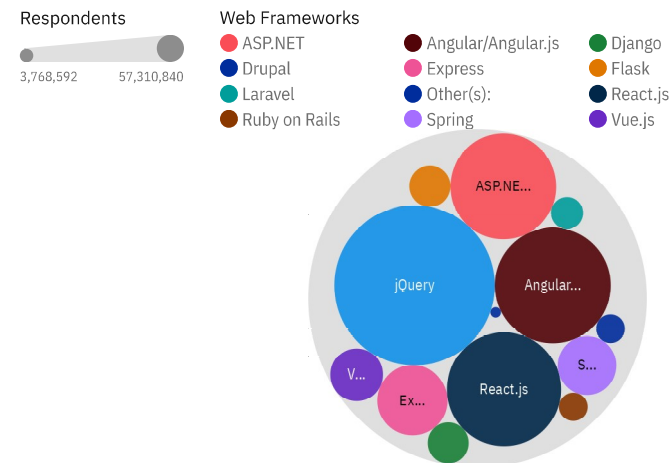 Respondents
3,768,592 57,310,840
Web Frameworks
ASP.NET Angular/Angular.js Django
Drupal Express Flask
Laravel Other(s): React.js
Ruby on Rails Spring Vue.js
ASP.NE...
jQuery
Angular...
S...
V...
React.js
Ex...